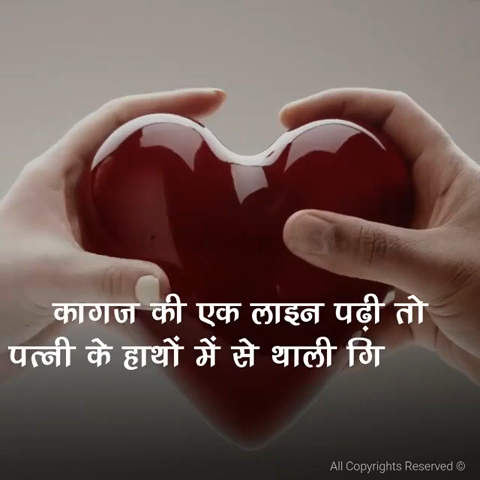 कागज की एक लाइन पढ़ी तो
पत्नी के हाथों में से थाली गि
All Copyrights Reserved ©